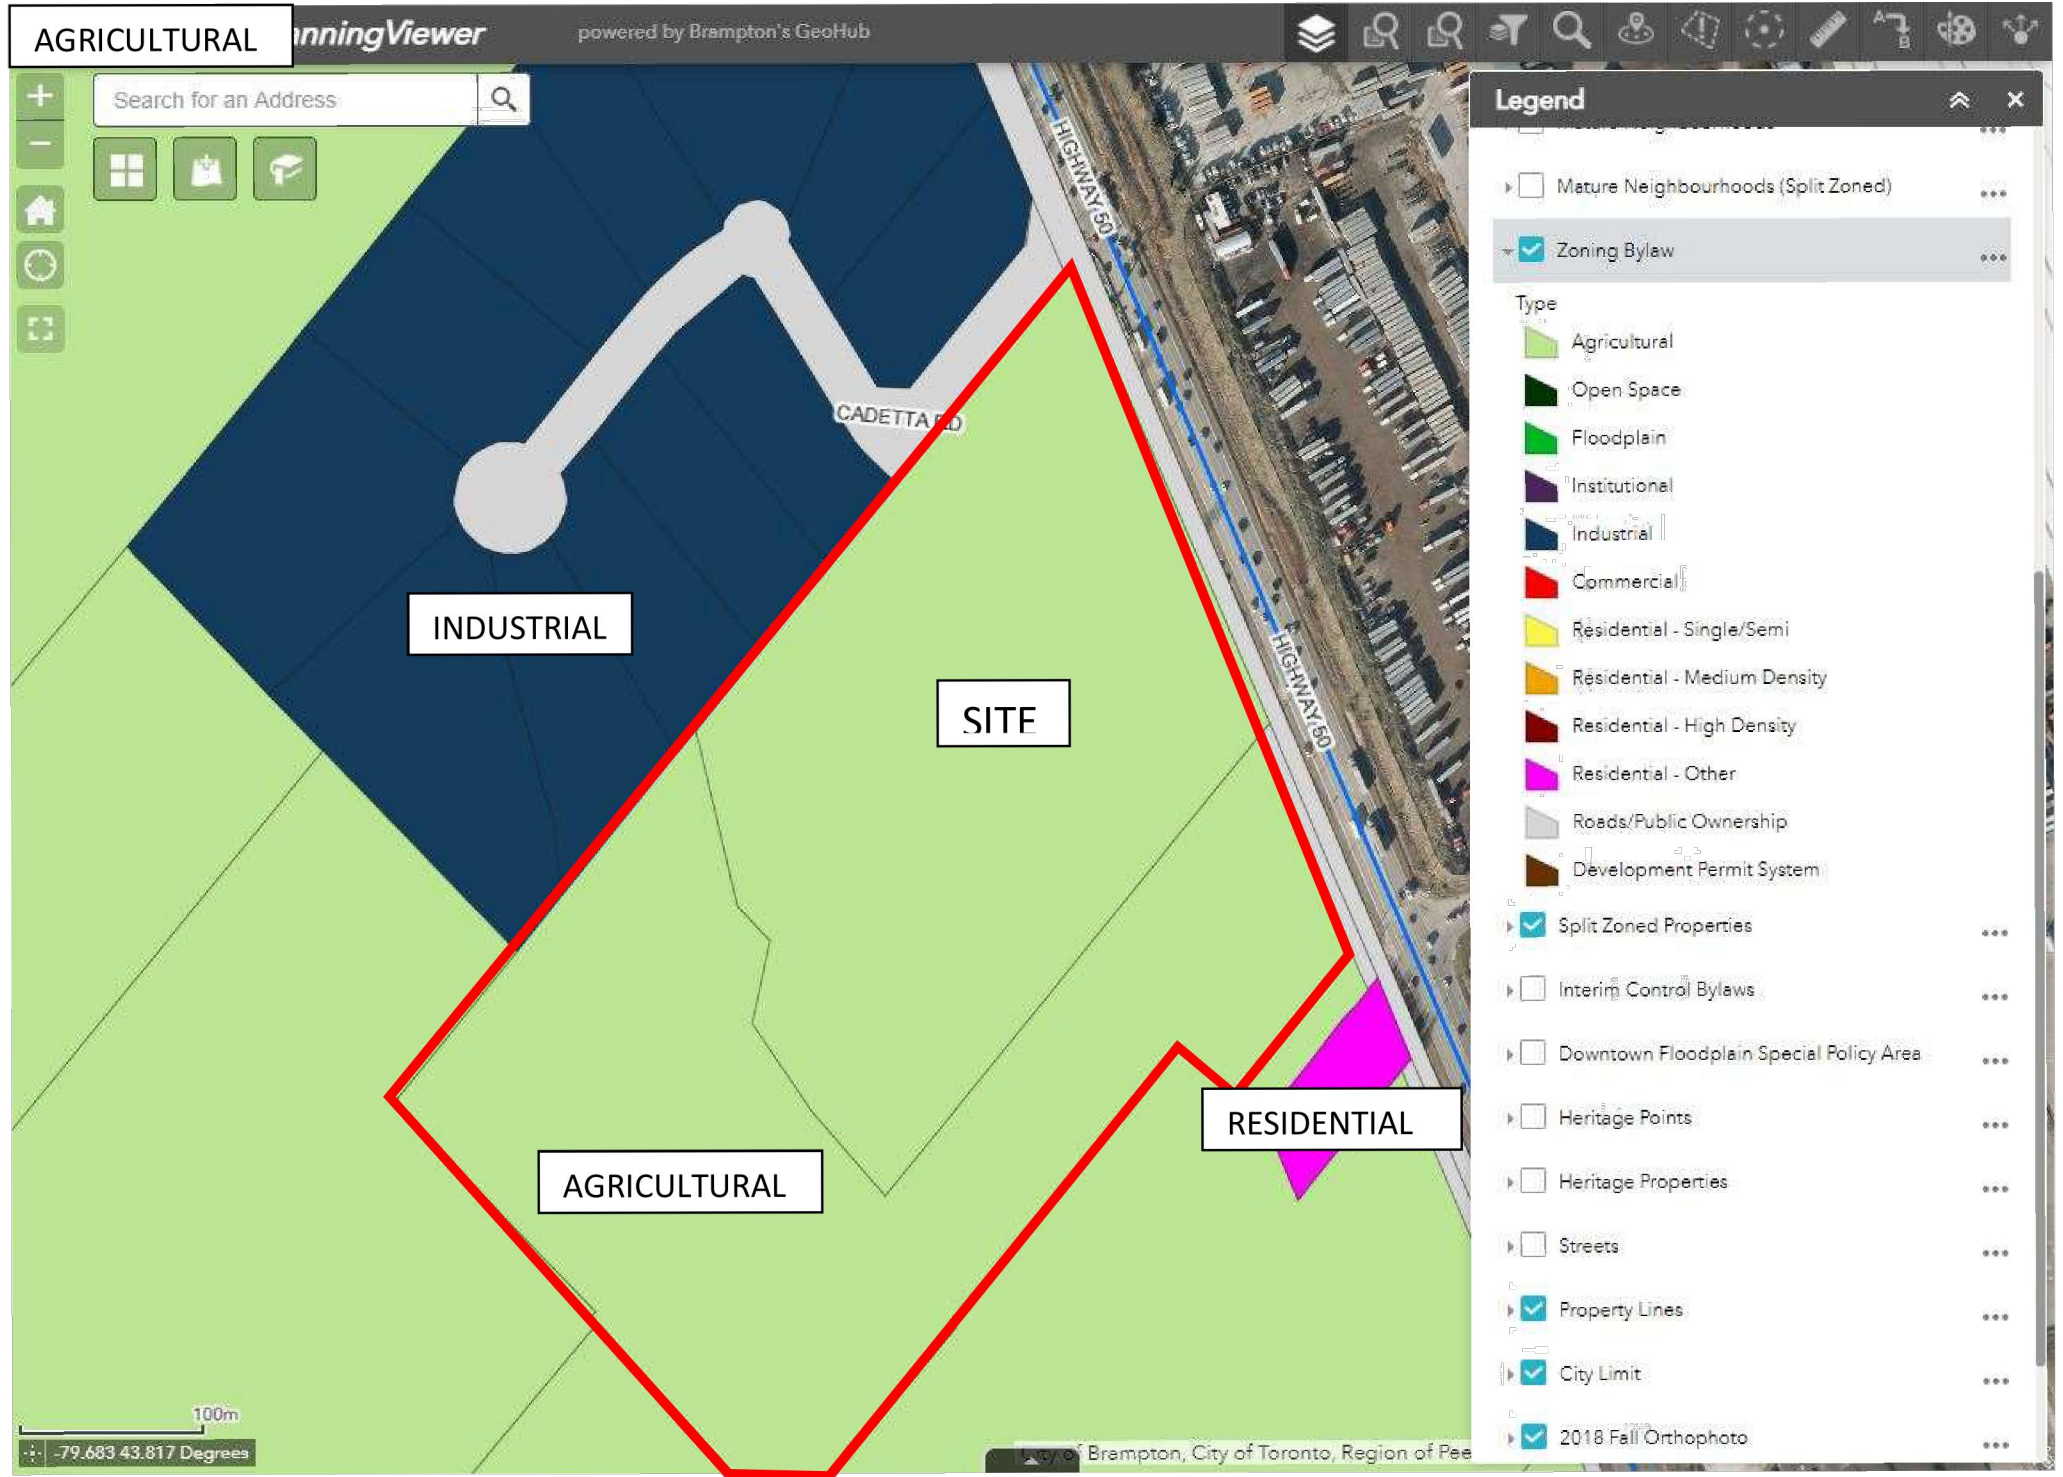 AGRICULTURAL
nningViewer
powered by Brampton's GeoHub
Search for an Address
HIGHWAY 50
CADETTA RD
INDUSTRIAL
SITE
HIGHWAY 50
RESIDENTIAL
AGRICULTURAL
100m
-79.683 43.817 Degrees
City of Brampton, City of Toronto, Region of Pee
Legend
Mature Neighbourhoods
Mature Neighbourhoods (Split Zoned)
Zoning Bylaw
Type
Agricultural
Open Space
Floodplain
Institutional
Industrial
Commercial
Residential - Single/Semi
Residential - Medium Density
Residential - High Density
Residential - Other
Roads/Public Ownership
Development Permit System
Split Zoned Properties
Interim Control Bylaws
Downtown Floodplain Special Policy Area
Heritage Points
Heritage Properties
Streets
Property Lines
City Limit
2018 Fall Orthophoto